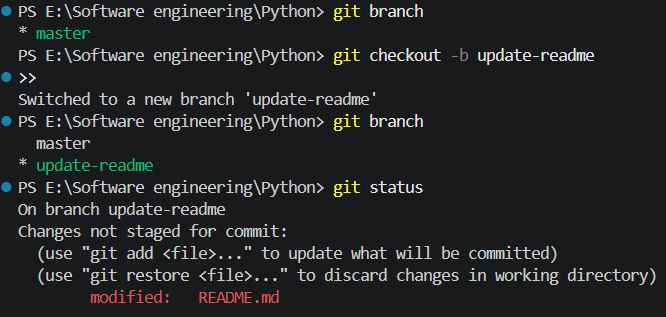 PS E:\Software engineering\Python> git branch
* master
PS E:\Software engineering\Python> git checkout -b update-readme
>>
Switched to a new branch 'update-readme'
PS E:\Software engineering\Python> git branch
  master
* update-readme
PS E:\Software engineering\Python> git status
On branch update-readme
Changes not staged for commit:
  (use "git add <file>..." to update what will be committed)
  (use "git restore <file>..." to discard changes in working directory)
        modified:   README.md